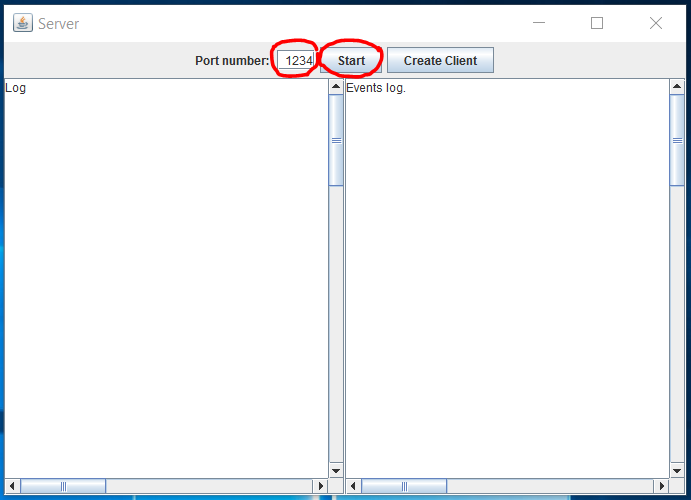 Server
Port number: 1234 Start Create Client
Log
Events log.